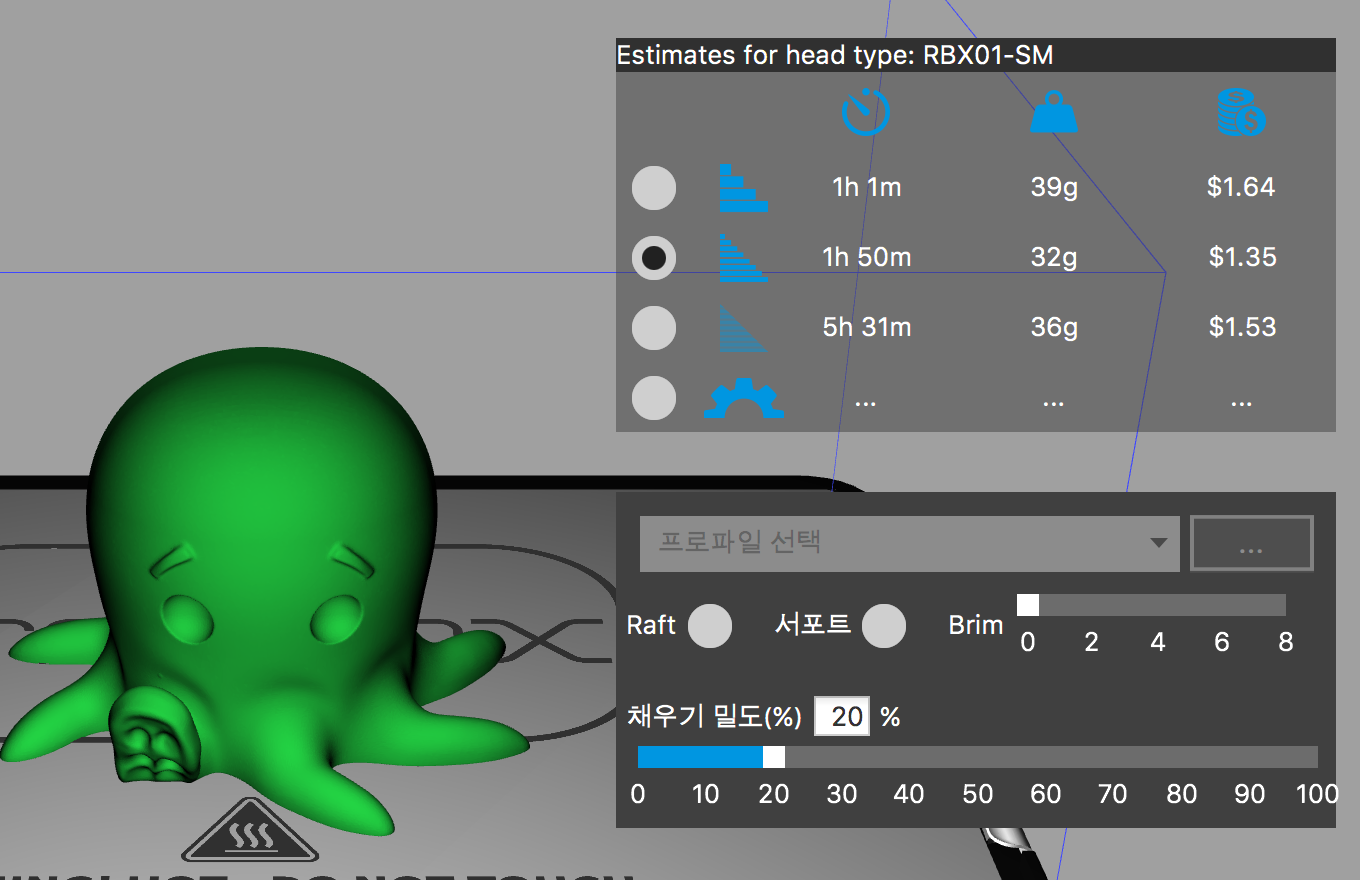 Estimates for head type: RBX01-SM
1h 1m 39g $1.64
1h 50m 32g $1.35
5h 31m 36g $1.53
... ... ...
프로파일 선택 ...
Raft 서포트 Brim
0 2 4 6 8
채우기 밀도(%) 20 %
0 10 20 30 40 50 60 70 80 90 100